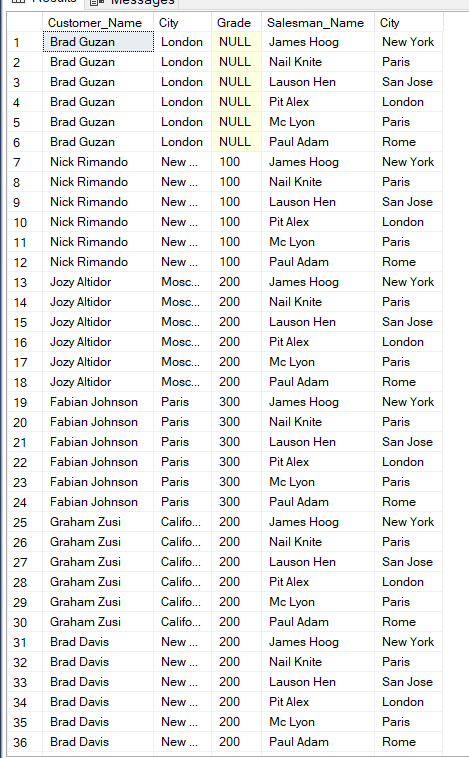 Results Messages
Customer_Name City Grade Salesman_Name City
1 Brad Guzan London NULL James Hoog New York
2 Brad Guzan London NULL Nail Knite Paris
3 Brad Guzan London NULL Lauson Hen San Jose
4 Brad Guzan London NULL Pit Alex London
5 Brad Guzan London NULL Mc Lyon Paris
6 Brad Guzan London NULL Paul Adam Rome
7 Nick Rimando New ... 100 James Hoog New York
8 Nick Rimando New ... 100 Nail Knite Paris
9 Nick Rimando New ... 100 Lauson Hen San Jose
10 Nick Rimando New ... 100 Pit Alex London
11 Nick Rimando New ... 100 Mc Lyon Paris
12 Nick Rimando New ... 100 Paul Adam Rome
13 Jozy Altidor Mosc... 200 James Hoog New York
14 Jozy Altidor Mosc... 200 Nail Knite Paris
15 Jozy Altidor Mosc... 200 Lauson Hen San Jose
16 Jozy Altidor Mosc... 200 Pit Alex London
17 Jozy Altidor Mosc... 200 Mc Lyon Paris
18 Jozy Altidor Mosc... 200 Paul Adam Rome
19 Fabian Johnson Paris 300 James Hoog New York
20 Fabian Johnson Paris 300 Nail Knite Paris
21 Fabian Johnson Paris 300 Lauson Hen San Jose
22 Fabian Johnson Paris 300 Pit Alex London
23 Fabian Johnson Paris 300 Mc Lyon Paris
24 Fabian Johnson Paris 300 Paul Adam Rome
25 Graham Zusi Califo... 200 James Hoog New York
26 Graham Zusi Califo... 200 Nail Knite Paris
27 Graham Zusi Califo... 200 Lauson Hen San Jose
28 Graham Zusi Califo... 200 Pit Alex London
29 Graham Zusi Califo... 200 Mc Lyon Paris
30 Graham Zusi Califo... 200 Paul Adam Rome
31 Brad Davis New ... 200 James Hoog New York
32 Brad Davis New ... 200 Nail Knite Paris
33 Brad Davis New ... 200 Lauson Hen San Jose
34 Brad Davis New ... 200 Pit Alex London
35 Brad Davis New ... 200 Mc Lyon Paris
36 Brad Davis New ... 200 Paul Adam Rome